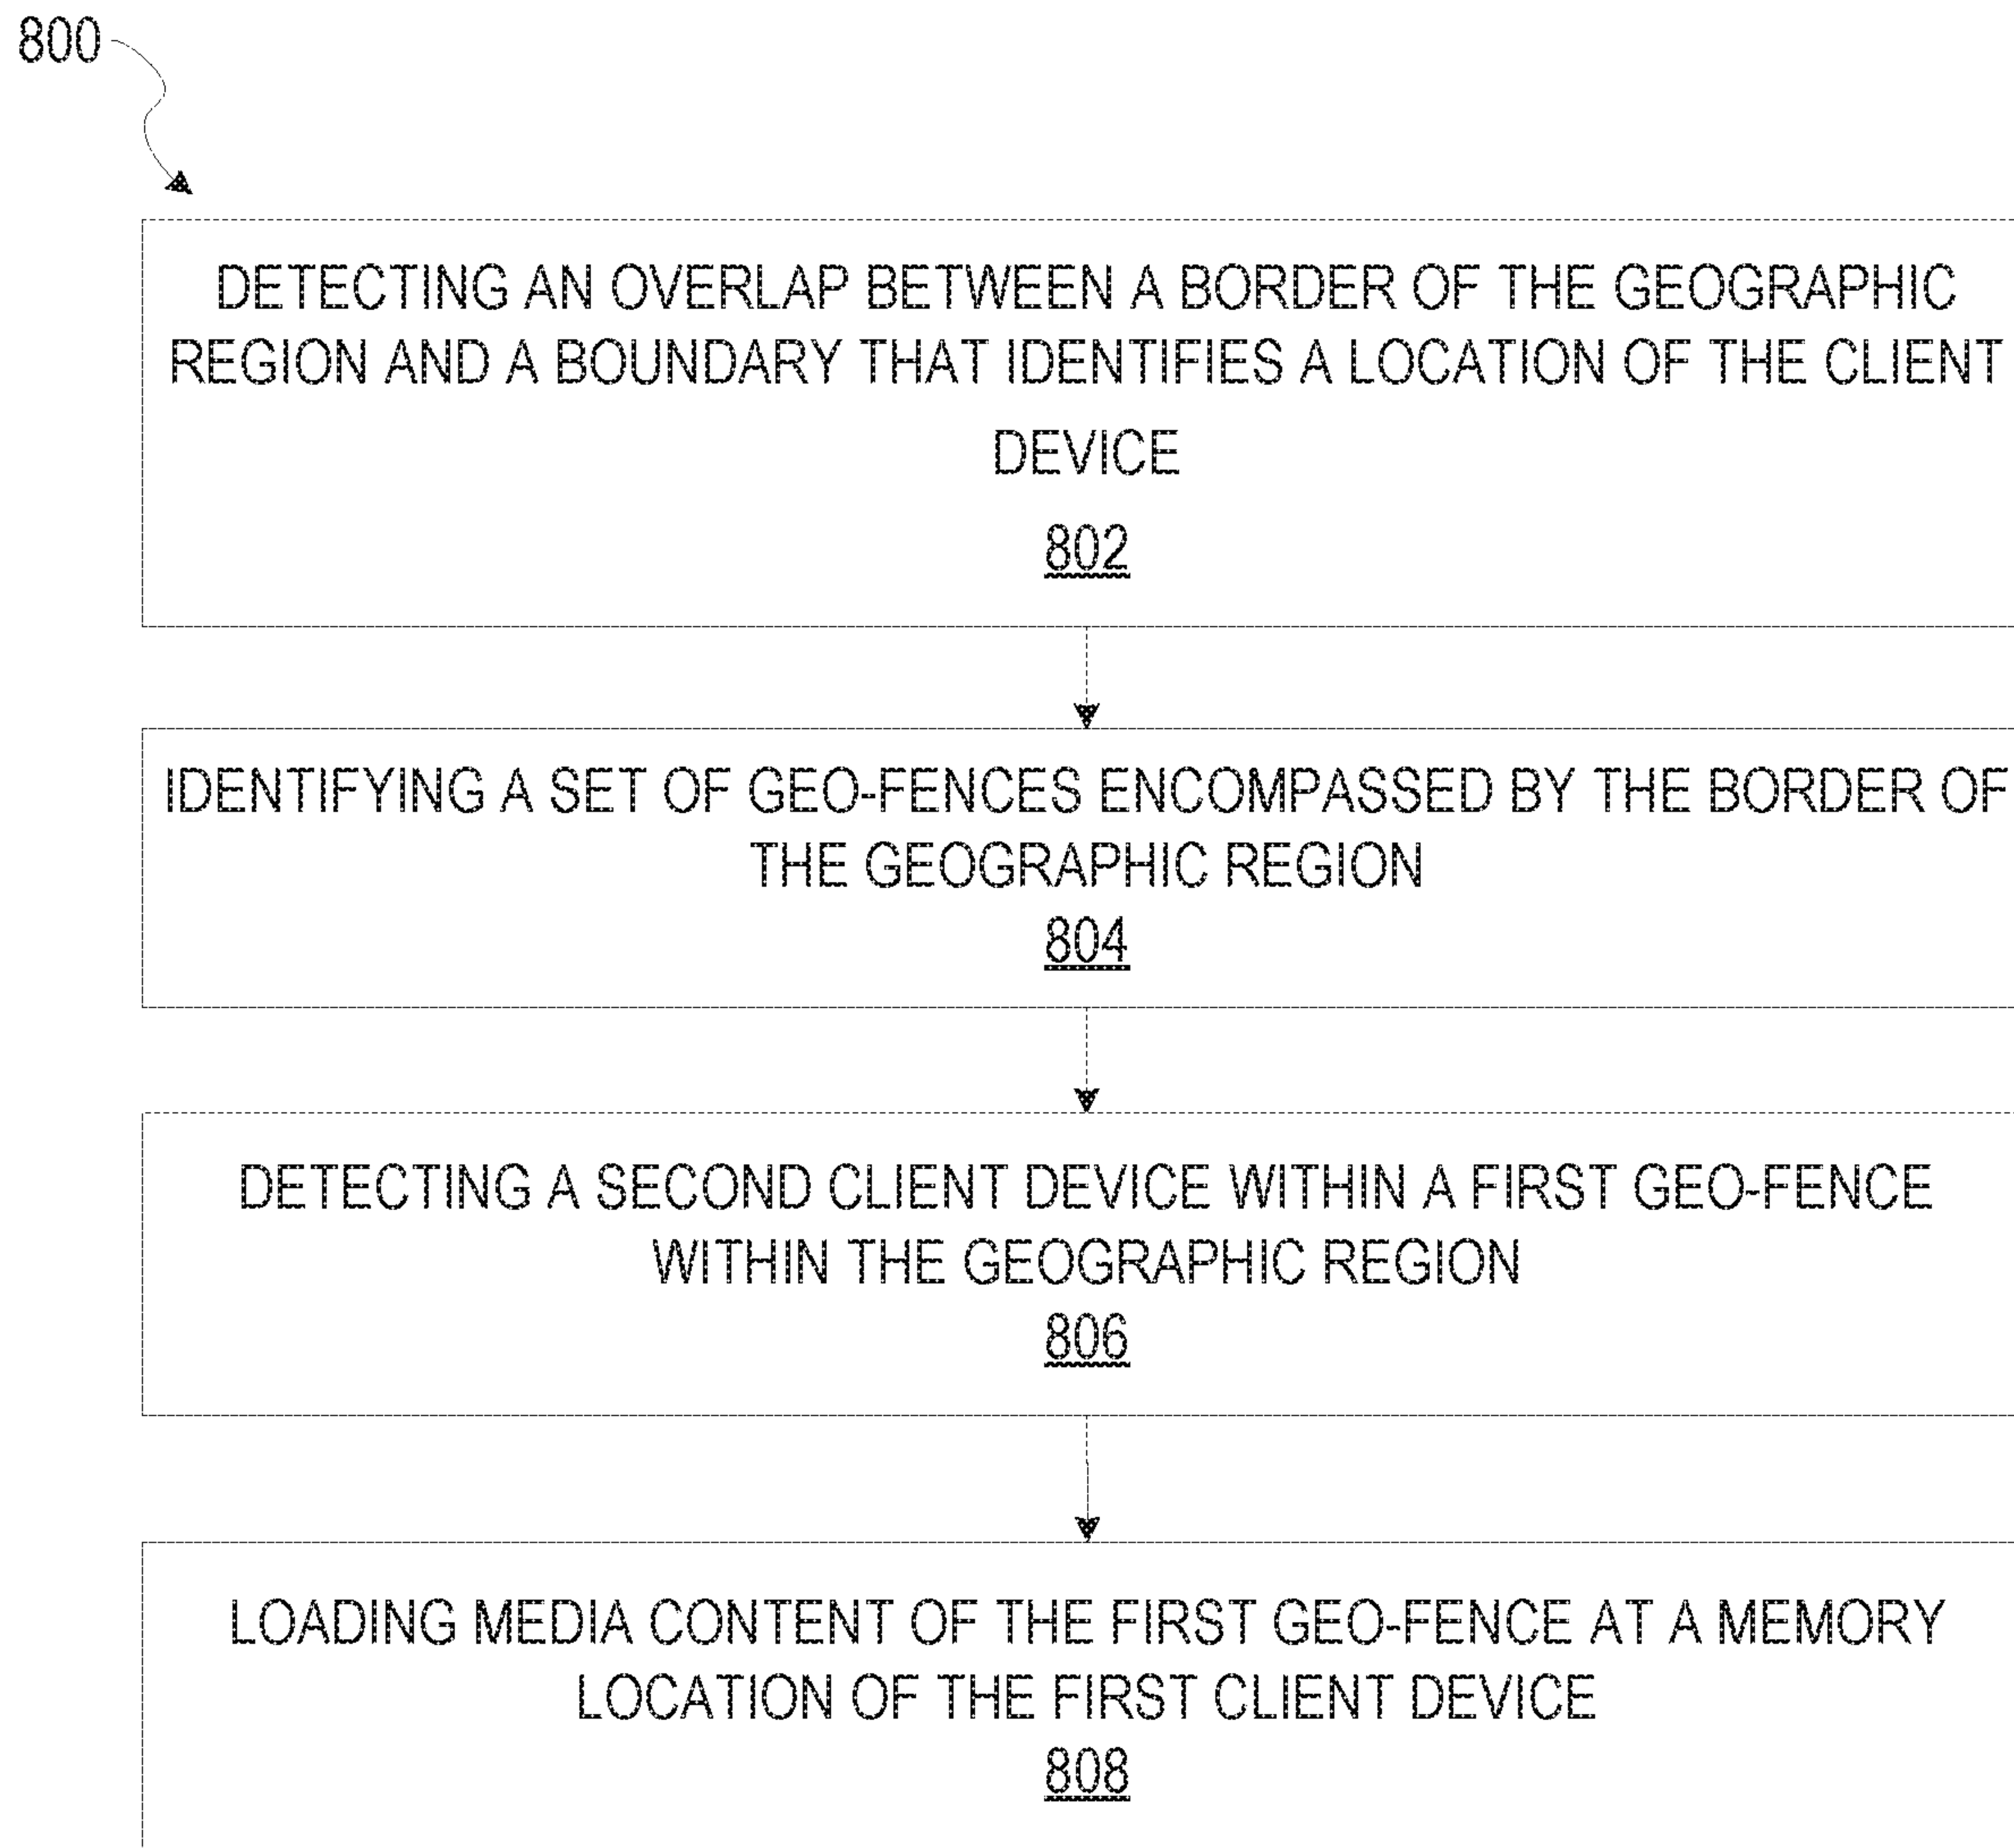 800
DETECTING AN OVERLAP BETWEEN A BORDER OF THE GEOGRAPHIC
REGION AND A BOUNDARY THAT IDENTIFIES A LOCATION OF THE CLIENT
DEVICE
802
IDENTIFYING A SET OF GEO-FENCES ENCOMPASSED BY THE BORDER OF
THE GEOGRAPHIC REGION
804
DETECTING A SECOND CLIENT DEVICE WITHIN A FIRST GEO-FENCE
WITHIN THE GEOGRAPHIC REGION
806
LOADING MEDIA CONTENT OF THE FIRST GEO-FENCE AT A MEMORY
LOCATION OF THE FIRST CLIENT DEVICE
808